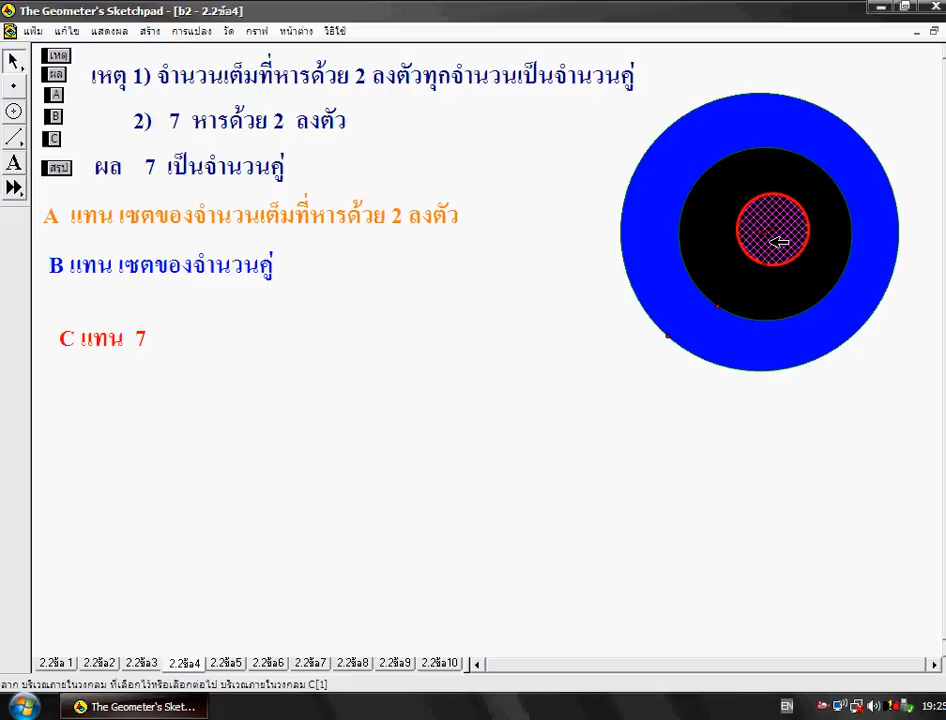 The Geometer's Sketchpad - [b2 - 2.2ข้อ4]
แฟ้ม แก้ไข แสดงผล สร้าง การแปลง วัด กราฟ หน้าต่าง วิธีใช้
เหตุ
ผล
A
B
C
สรุป
เหตุ 1) จำนวนเต็มที่หารด้วย 2 ลงตัวทุกจำนวนเป็นจำนวนคู่
2) 7 หารด้วย 2 ลงตัว
ผล 7 เป็นจำนวนคู่
A แทน เซตของจำนวนเต็มที่หารด้วย 2 ลงตัว
B แทน เซตของจำนวนคู่
C แทน 7
A
2.2ข้อ 1 2.2ข้อ2 2.2ข้อ3 2.2ข้อ4 2.2ข้อ5 2.2ข้อ6 2.2ข้อ7 2.2ข้อ8 2.2ข้อ9 2.2ข้อ10
ลาก บริเวณภายในวงกลม ที่เลือกไว้หรือเลือกต่อไป บริเวณภายในวงกลม C[1]
The Geometer's Sket...
EN
19:25